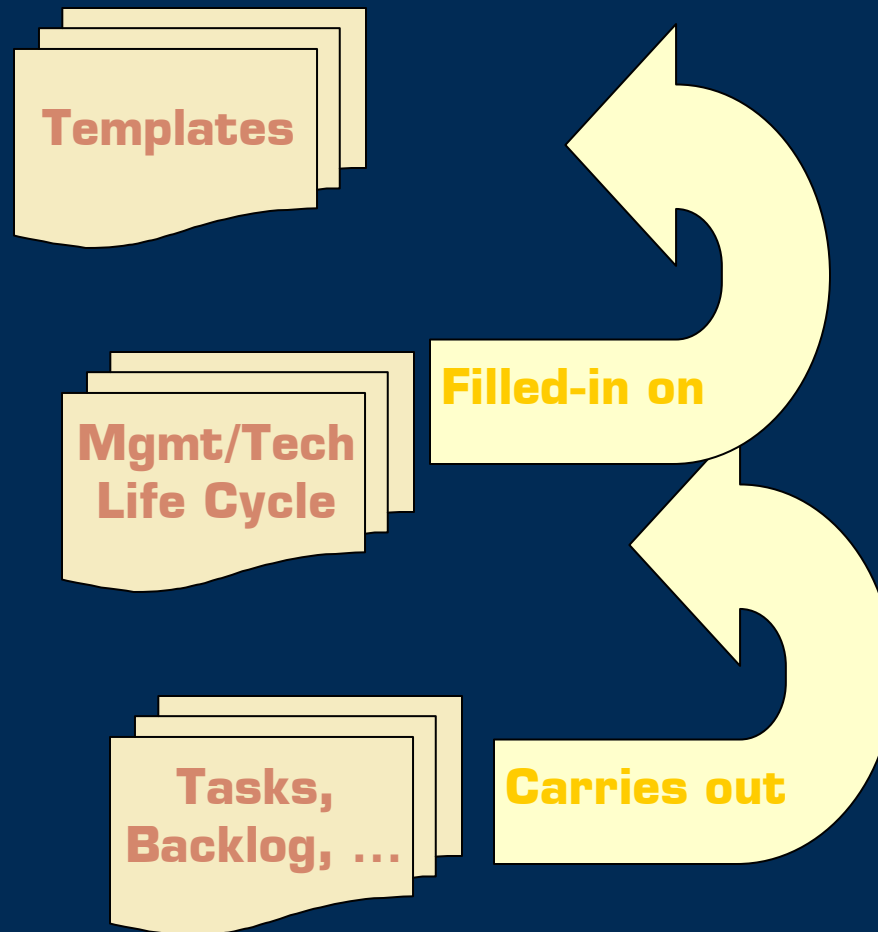 Templates
Filled-in on
Mgmt/Tech
Life Cycle
Tasks,
Backlog, ...
Carries out